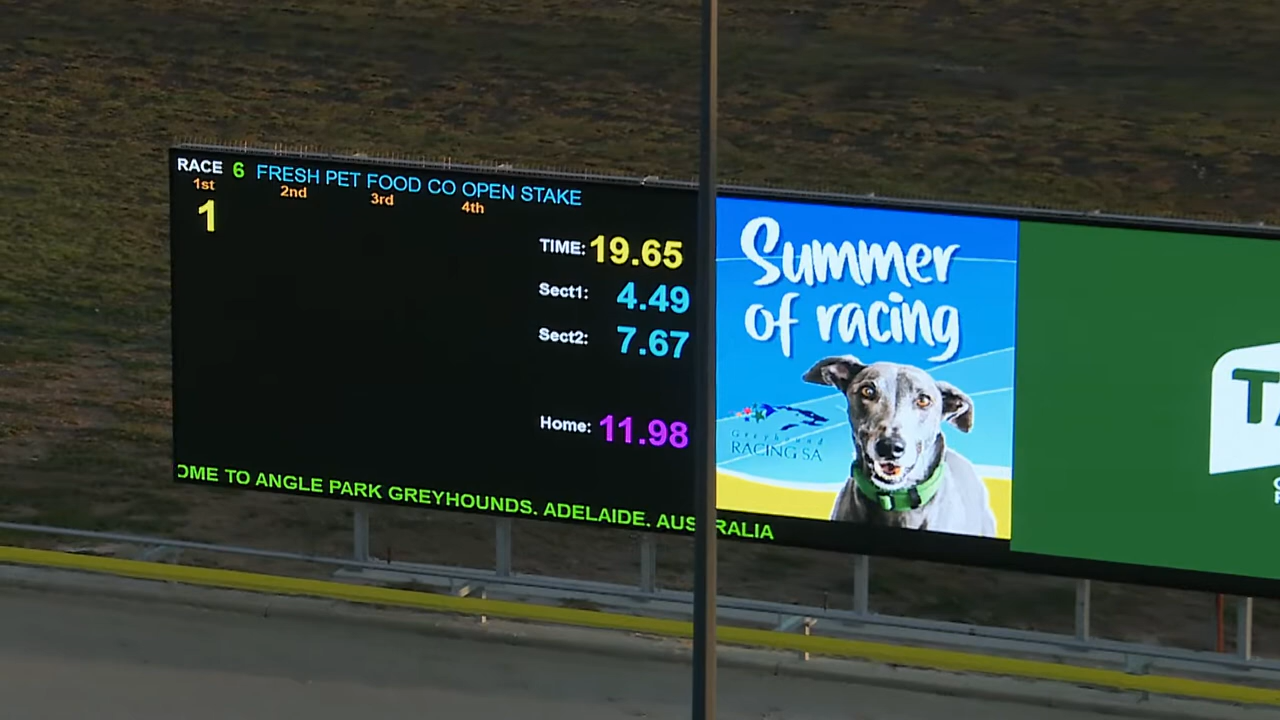 RACE 6 FRESH PET FOOD CO OPEN STAKE
1st 2nd 3rd 4th
1
TIME: 19.65
Sect1: 4.49
Sect2: 7.67
Home: 11.98
OME TO ANGLE PARK GREYHOUNDS. ADELAIDE. AUS RALIA
Summer
of racing
Greyhound
RACING SA